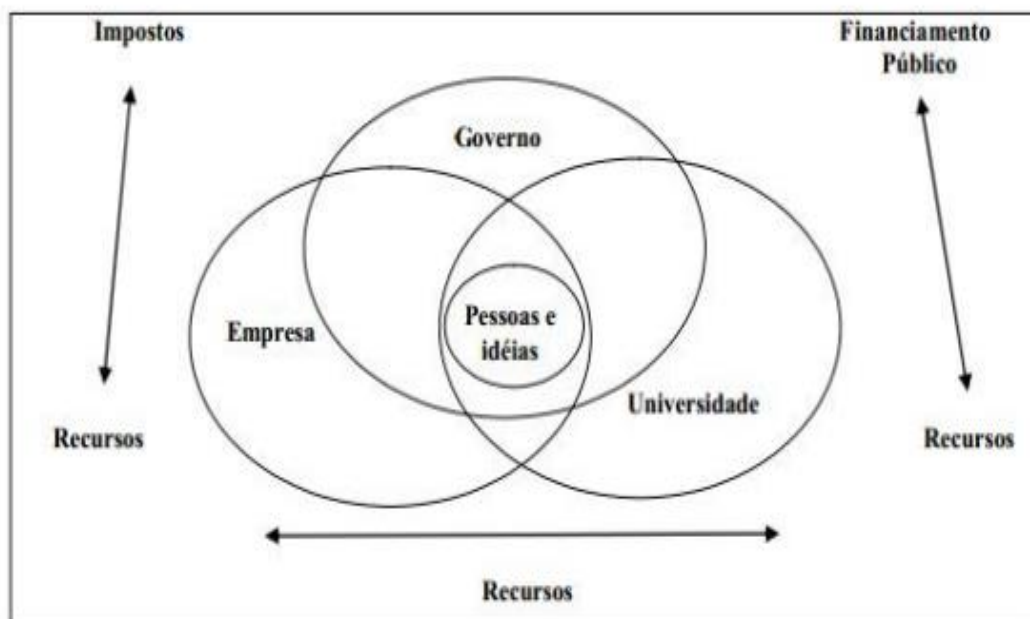 Impostos
Financiamento
Público
Governo
Empresa
Pessoas e
idéias
Universidade
Recursos
Recursos
Recursos